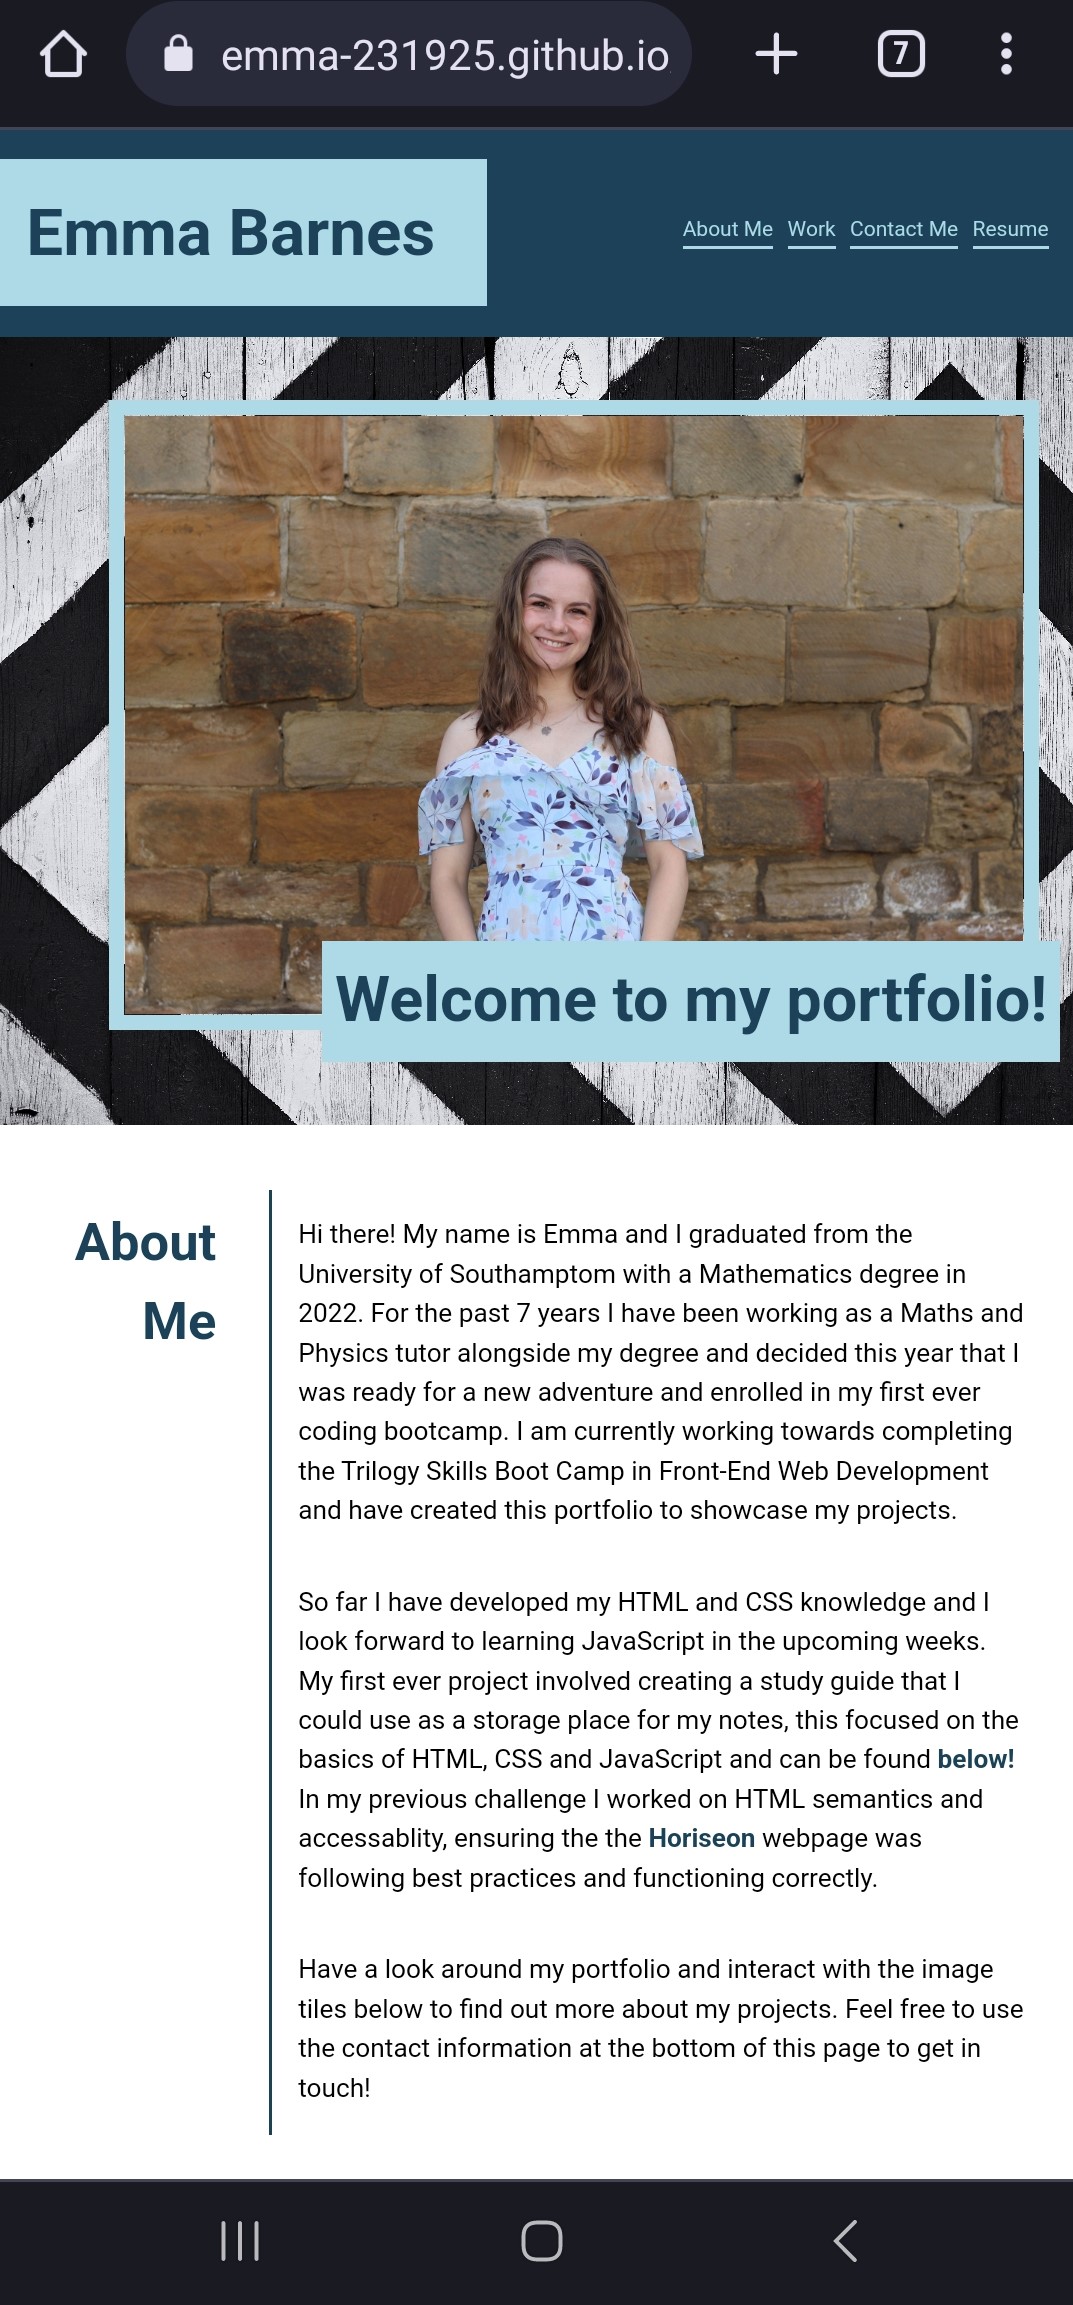 emma-231925.github.io
7
Emma Barnes
About Me Work Contact Me Resume
Welcome to my portfolio!
About
Me
Hi there! My name is Emma and I graduated from the
University of Southamptom with a Mathematics degree in
2022. For the past 7 years I have been working as a Maths and
Physics tutor alongside my degree and decided this year that I
was ready for a new adventure and enrolled in my first ever
coding bootcamp. I am currently working towards completing
the Trilogy Skills Boot Camp in Front-End Web Development
and have created this portfolio to showcase my projects.
So far I have developed my HTML and CSS knowledge and I
look forward to learning JavaScript in the upcoming weeks.
My first ever project involved creating a study guide that I
could use as a storage place for my notes, this focused on the
basics of HTML, CSS and JavaScript and can be found below!
In my previous challenge I worked on HTML semantics and
accessablity, ensuring the the Horiseon webpage was
following best practices and functioning correctly.
Have a look around my portfolio and interact with the image
tiles below to find out more about my projects. Feel free to use
the contact information at the bottom of this page to get in
touch!